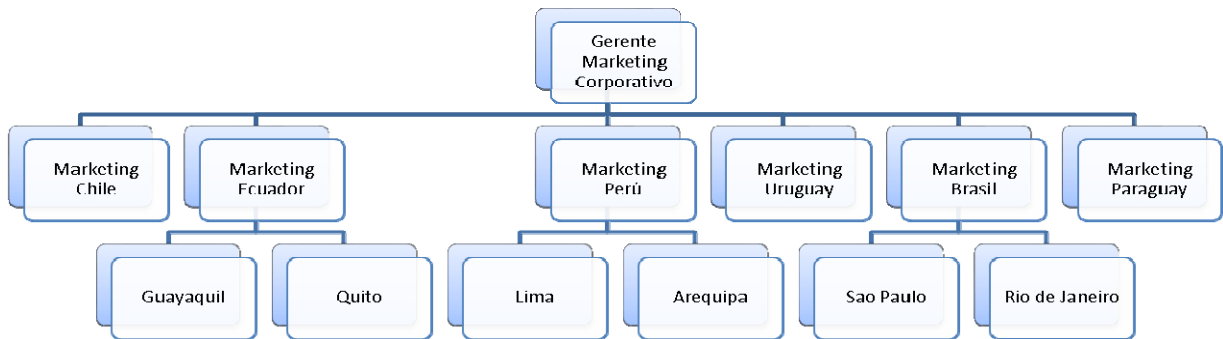 Gerente
Marketing
Corporativo
Marketing
Chile
Marketing
Ecuador
Marketing
Perú
Marketing
Uruguay
Marketing
Brasil
Marketing
Paraguay
Guayaquil
Quito
Lima
Arequipa
Sao Paulo
Rio de Janeiro